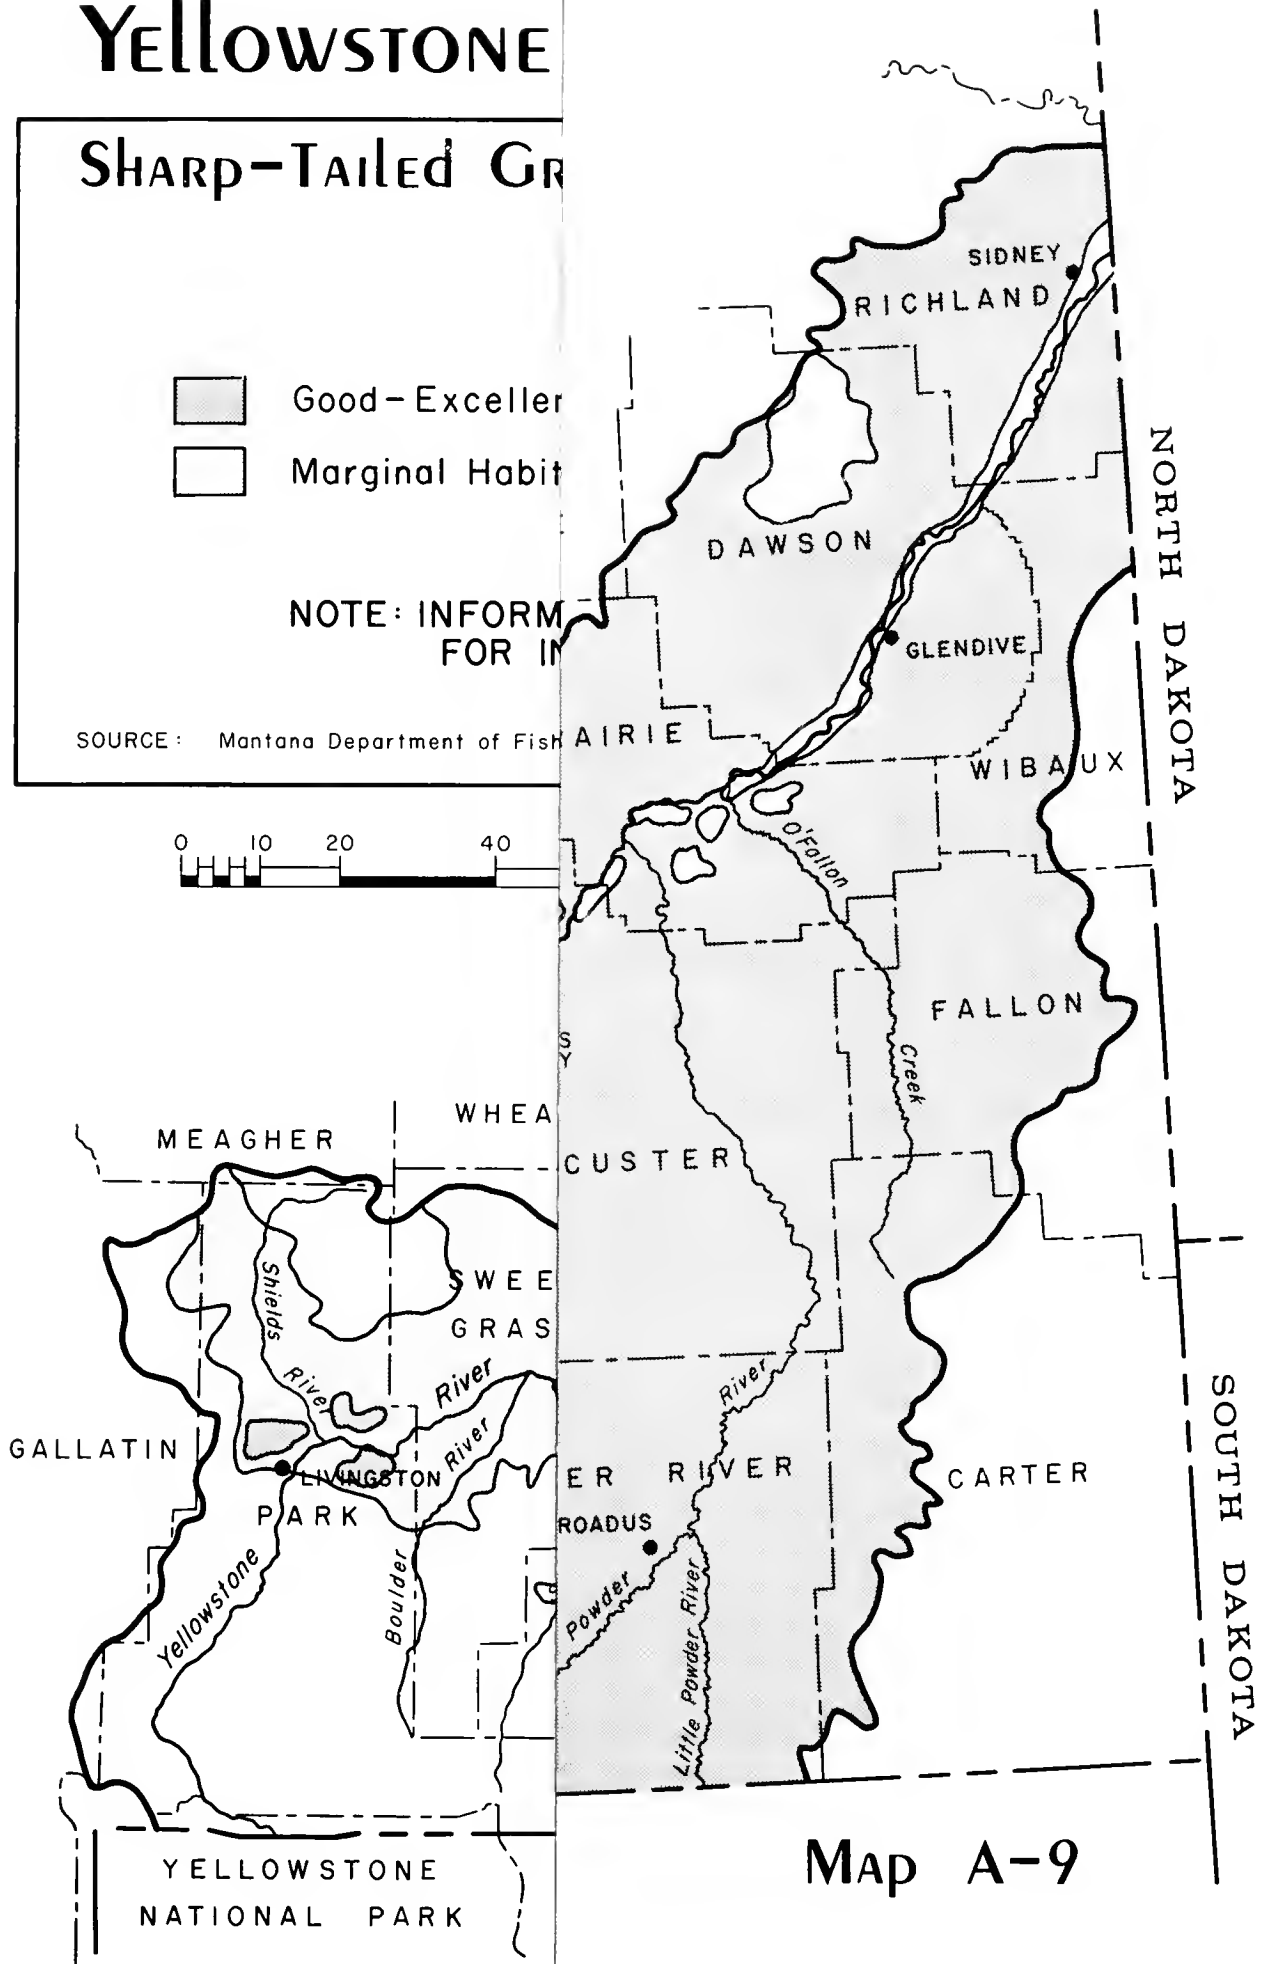 YEllOWSTONE
SHARP-TAILEd GR
Good-Exceller
Marginal Habit
NOTE: INFORM
FOR IN
SOURCE: Mantana Department of Fish
0 10 20 40
SIDNEY
RICHLAND
DAWSON
GLENDIVE
AIRIE
WIBAUX
O'Fallon
Creek
FALLON
S
Y
CUSTER
NORTH DAKOTA
SOUTH DAKOTA
River
ER RIVER
ROADUS
Powder
Little Powder River
CARTER
MEAGHER
WHEA
SWEE
GRAS
Shields
River
River
River
GALLATIN
LIVINGSTON
PARK
Yellowstone
Boulder
YELLOWSTONE
NATIONAL PARK
MAP A-9